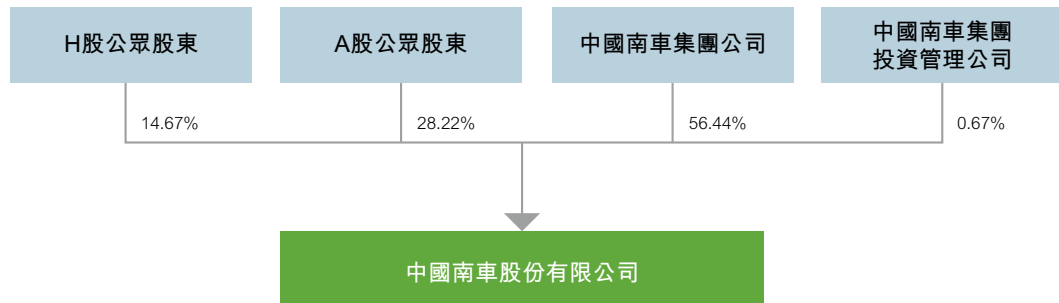 H股公眾股東
A股公眾股東
中國南車集團公司
中國南車集團
投資管理公司
14.67%
28.22%
56.44%
0.67%
中國南車股份有限公司